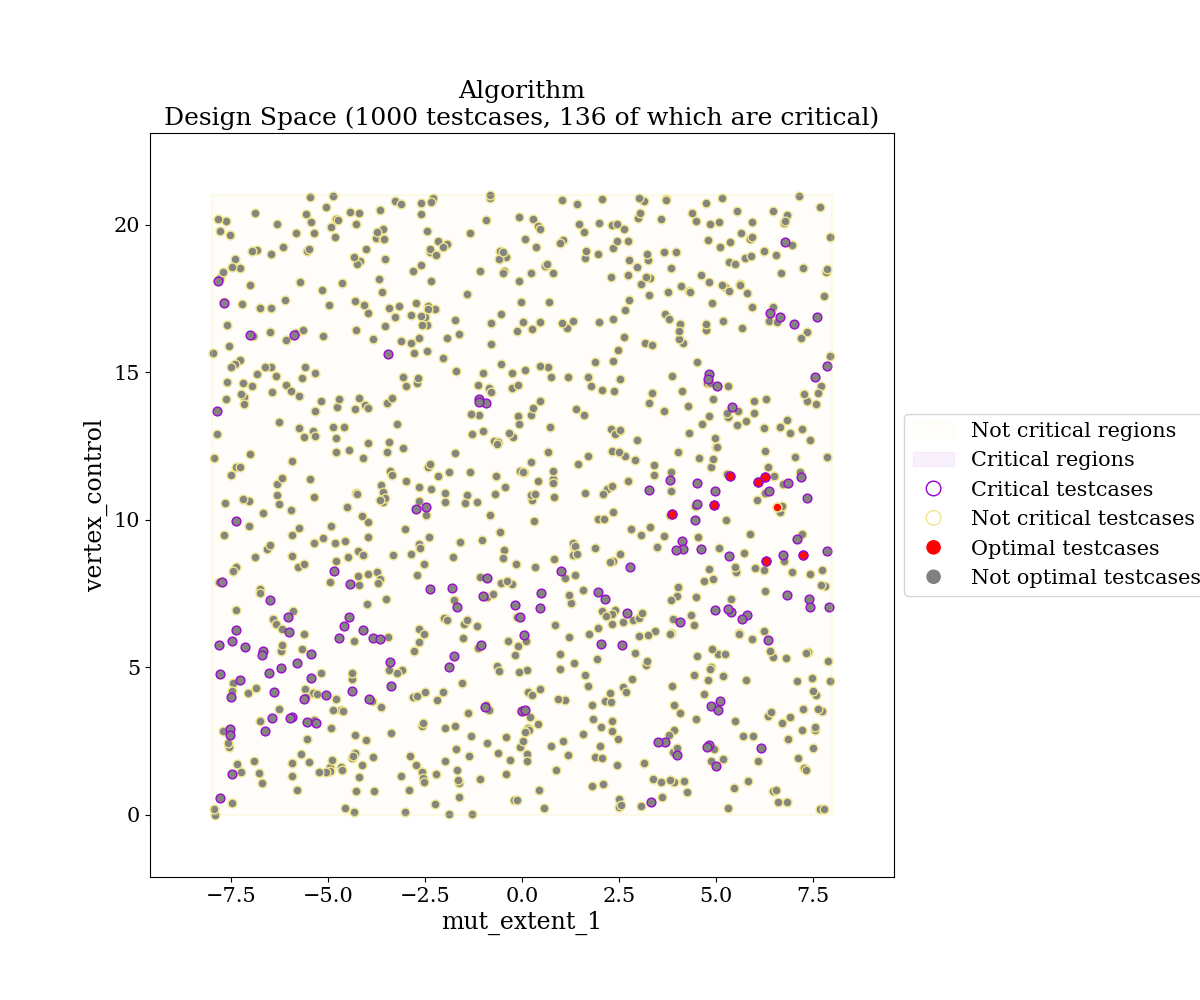 Algorithm
Design Space (1000 testcases, 136 of which are critical)
20
15
10
5
0
vertex_control
−7.5
−5.0
−2.5
0.0
2.5
5.0
7.5
mut_extent_1
Not critical regions
Critical regions
Critical testcases
Not critical testcases
Optimal testcases
Not optimal testcases